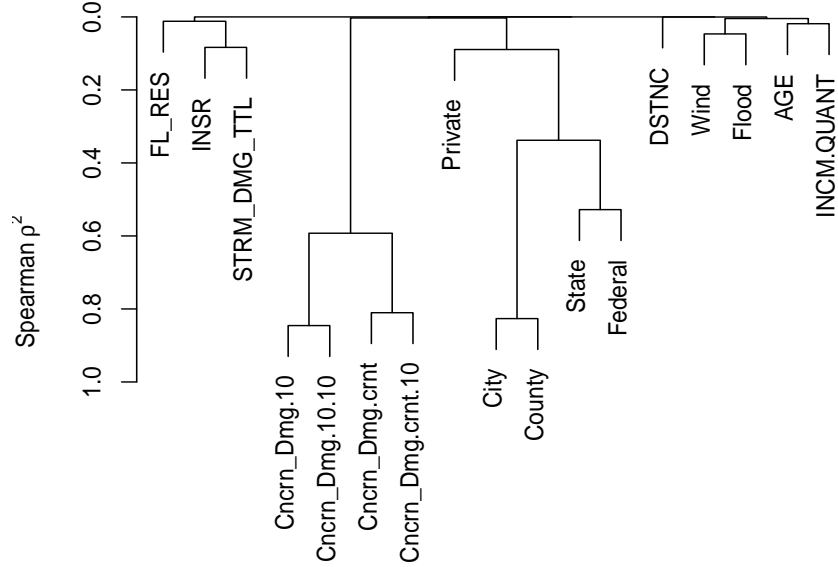 Spearman ρ²
0.0
0.2
0.4
0.6
0.8
1.0
FL_RES
INSR
STRM_DMG_TTL
Cncrn_Dmg.10
Cncrn_Dmg.10.10
Cncrn_Dmg.crnt
Cncrn_Dmg.crnt.10
Private
City
County
State
Federal
DSTNC
Wind
Flood
AGE
INCM.QUANT